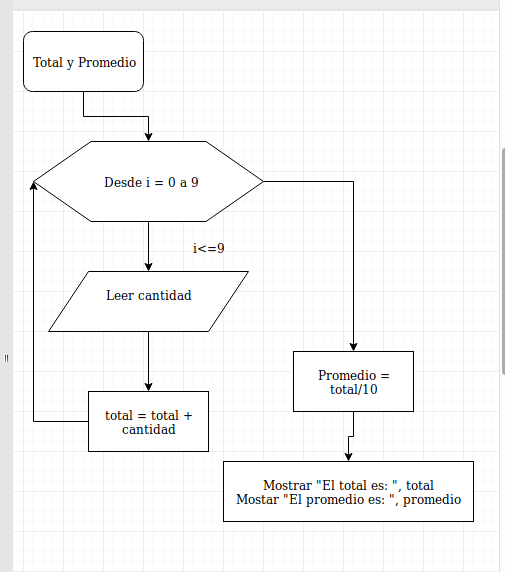 Total y Promedio
Desde i = 0 a 9
i<=9
Leer cantidad
total = total +
cantidad
Promedio =
total/10
Mostrar "El total es: ", total
Mostar "El promedio es: ", promedio